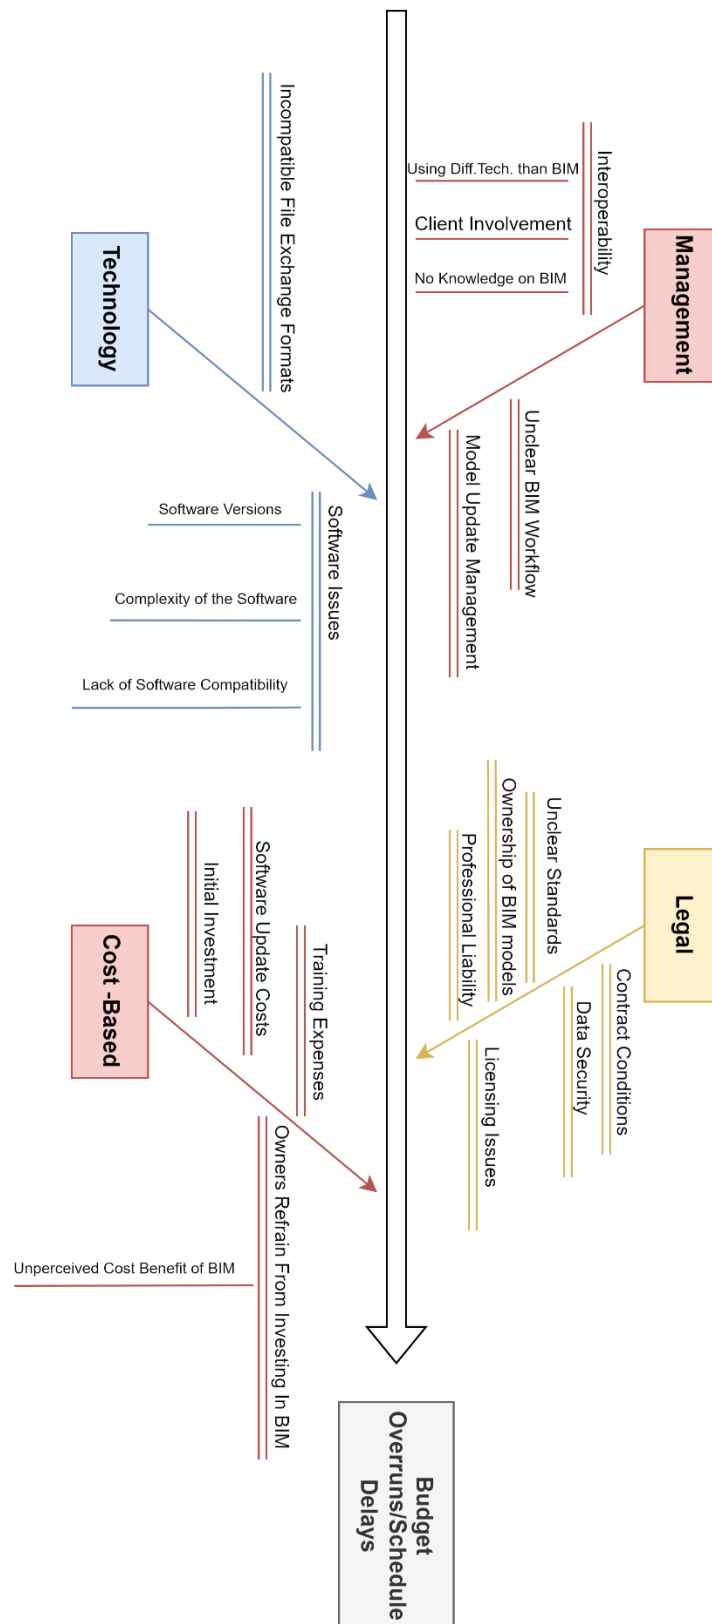 Management
Interoperability
Using Diff.Tech. than BIM
Client Involvement
No Knowledge on BIM
Unclear BIM Workflow
Model Update Management
Technology
Incompatible File Exchange Formats
Software Issues
Software Versions
Complexity of the Software
Lack of Software Compatibility
Legal
Unclear Standards
Ownership of BIM models
Professional Liability
Contract Conditions
Data Security
Licensing Issues
Cost -Based
Initial Investment
Software Update Costs
Training Expenses
Owners Refrain From Investing In BIM
Unperceived Cost Benefit of BIM
Budget
Overruns/Schedule
Delays